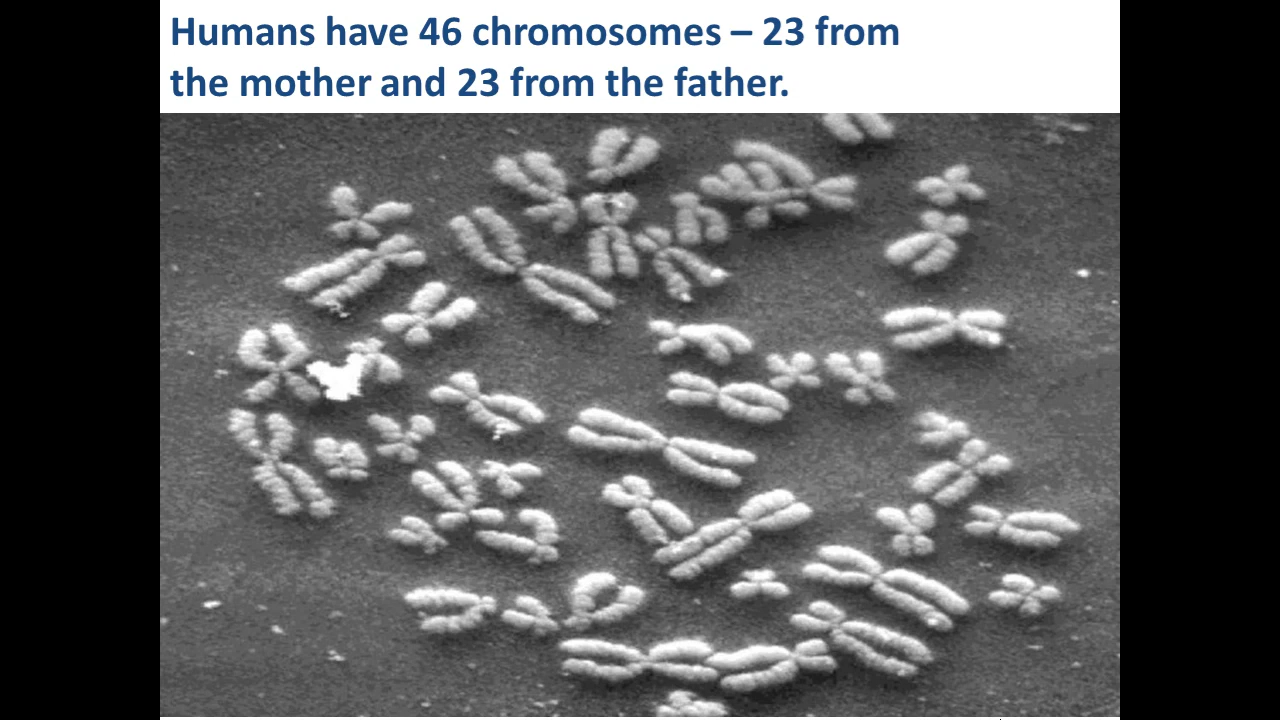 Humans have 46 chromosomes – 23 from
the mother and 23 from the father.